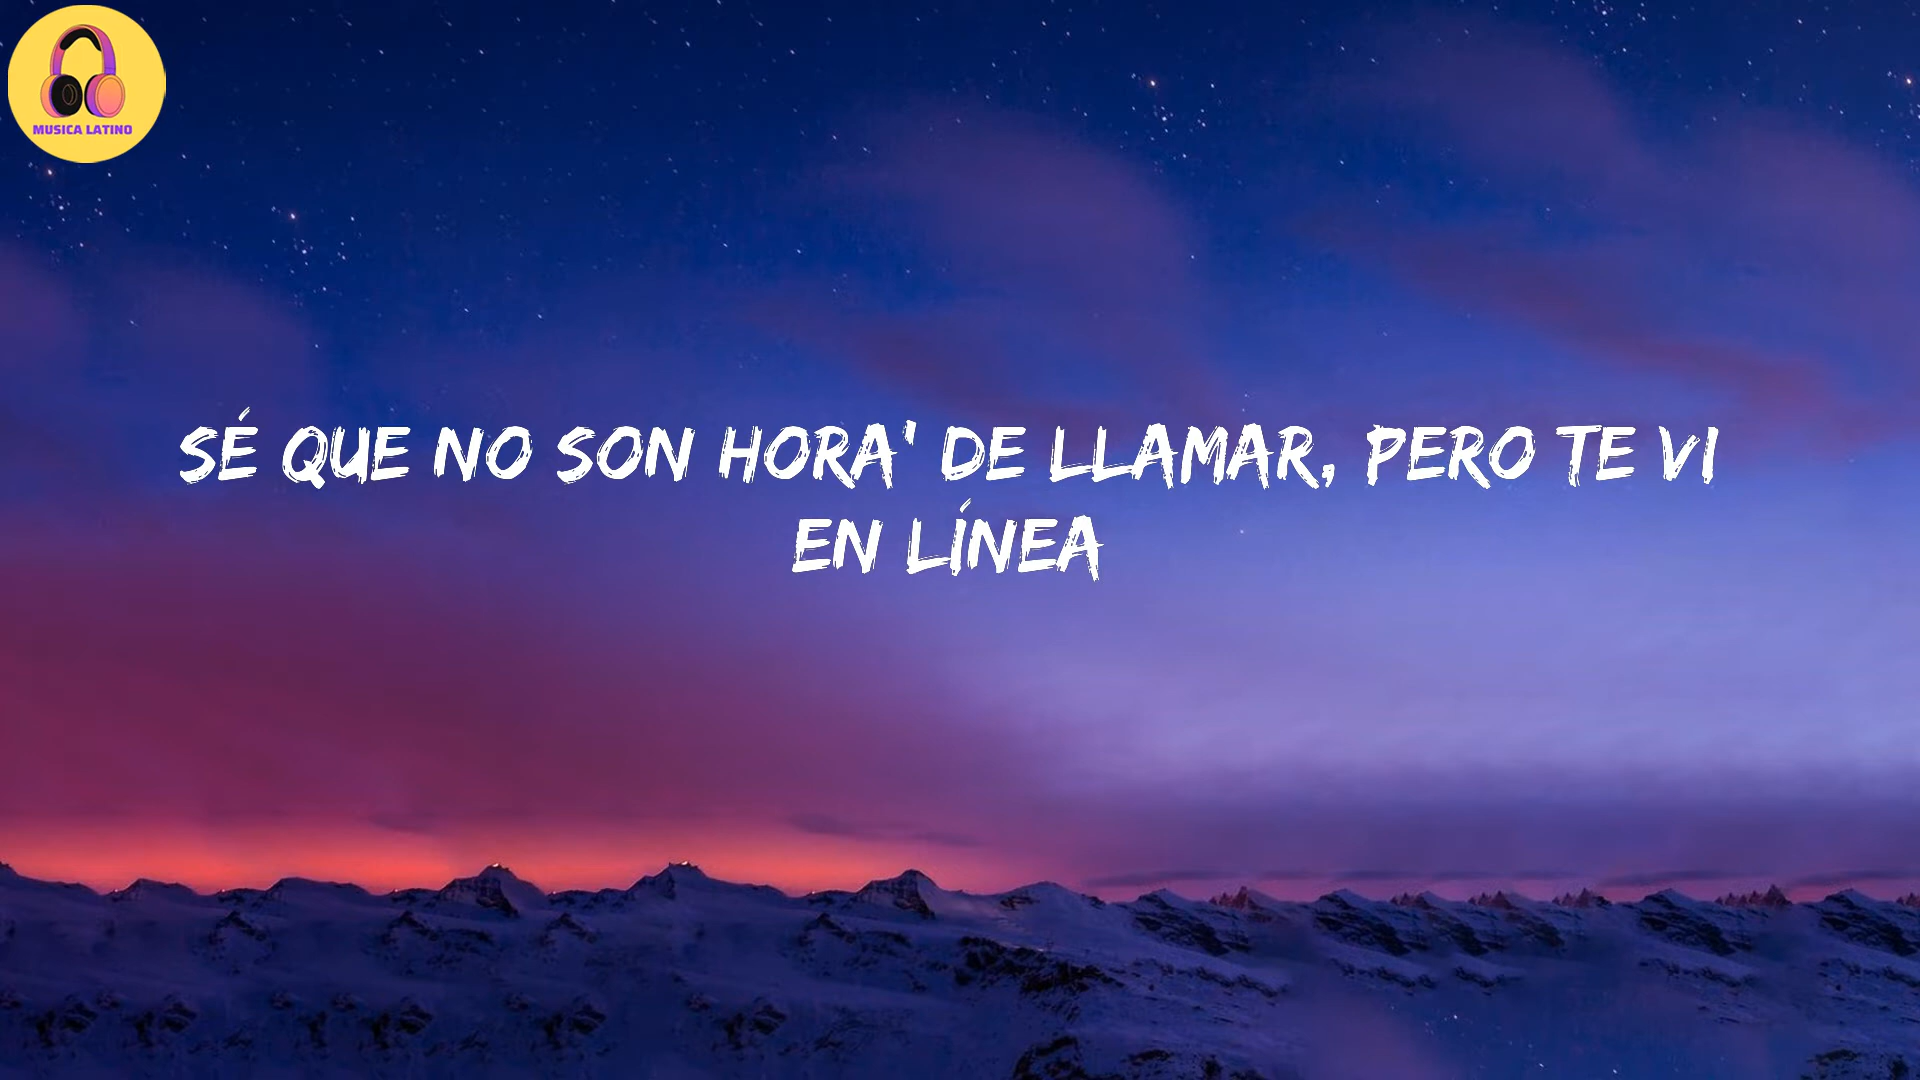 MUSICA LATINO
SÉ QUE NO SON HORA' DE LLAMAR, PERO TE VI
EN LÍNEA